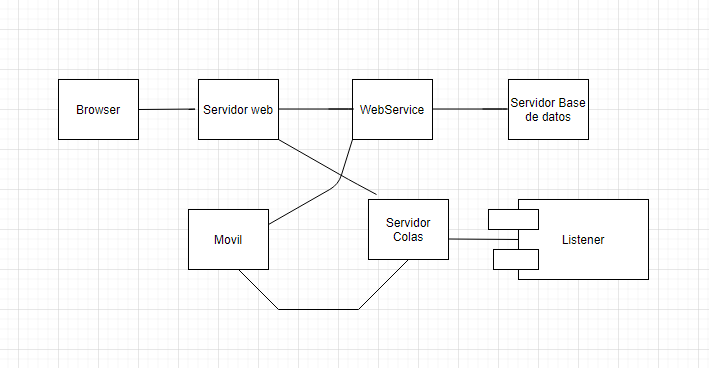 Browser
Servidor web
WebService
Servidor Base
de datos
Movil
Servidor
Colas
Listener